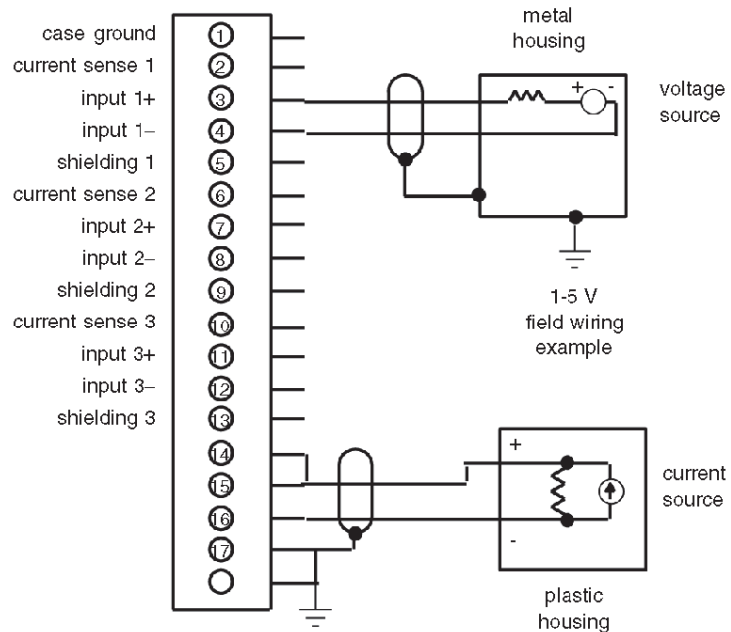 metal
housing
case ground 1
current sense 1 2
input 1+ 3
input 1− 4
shielding 1 5
current sense 2 6
input 2+ 7
input 2− 8
shielding 2 9
current sense 3 10
input 3+ 11
input 3− 12
shielding 3 13
14
15
16
17
+ -
voltage
source
1-5 V
field wiring
example
+
-
current
source
plastic
housing